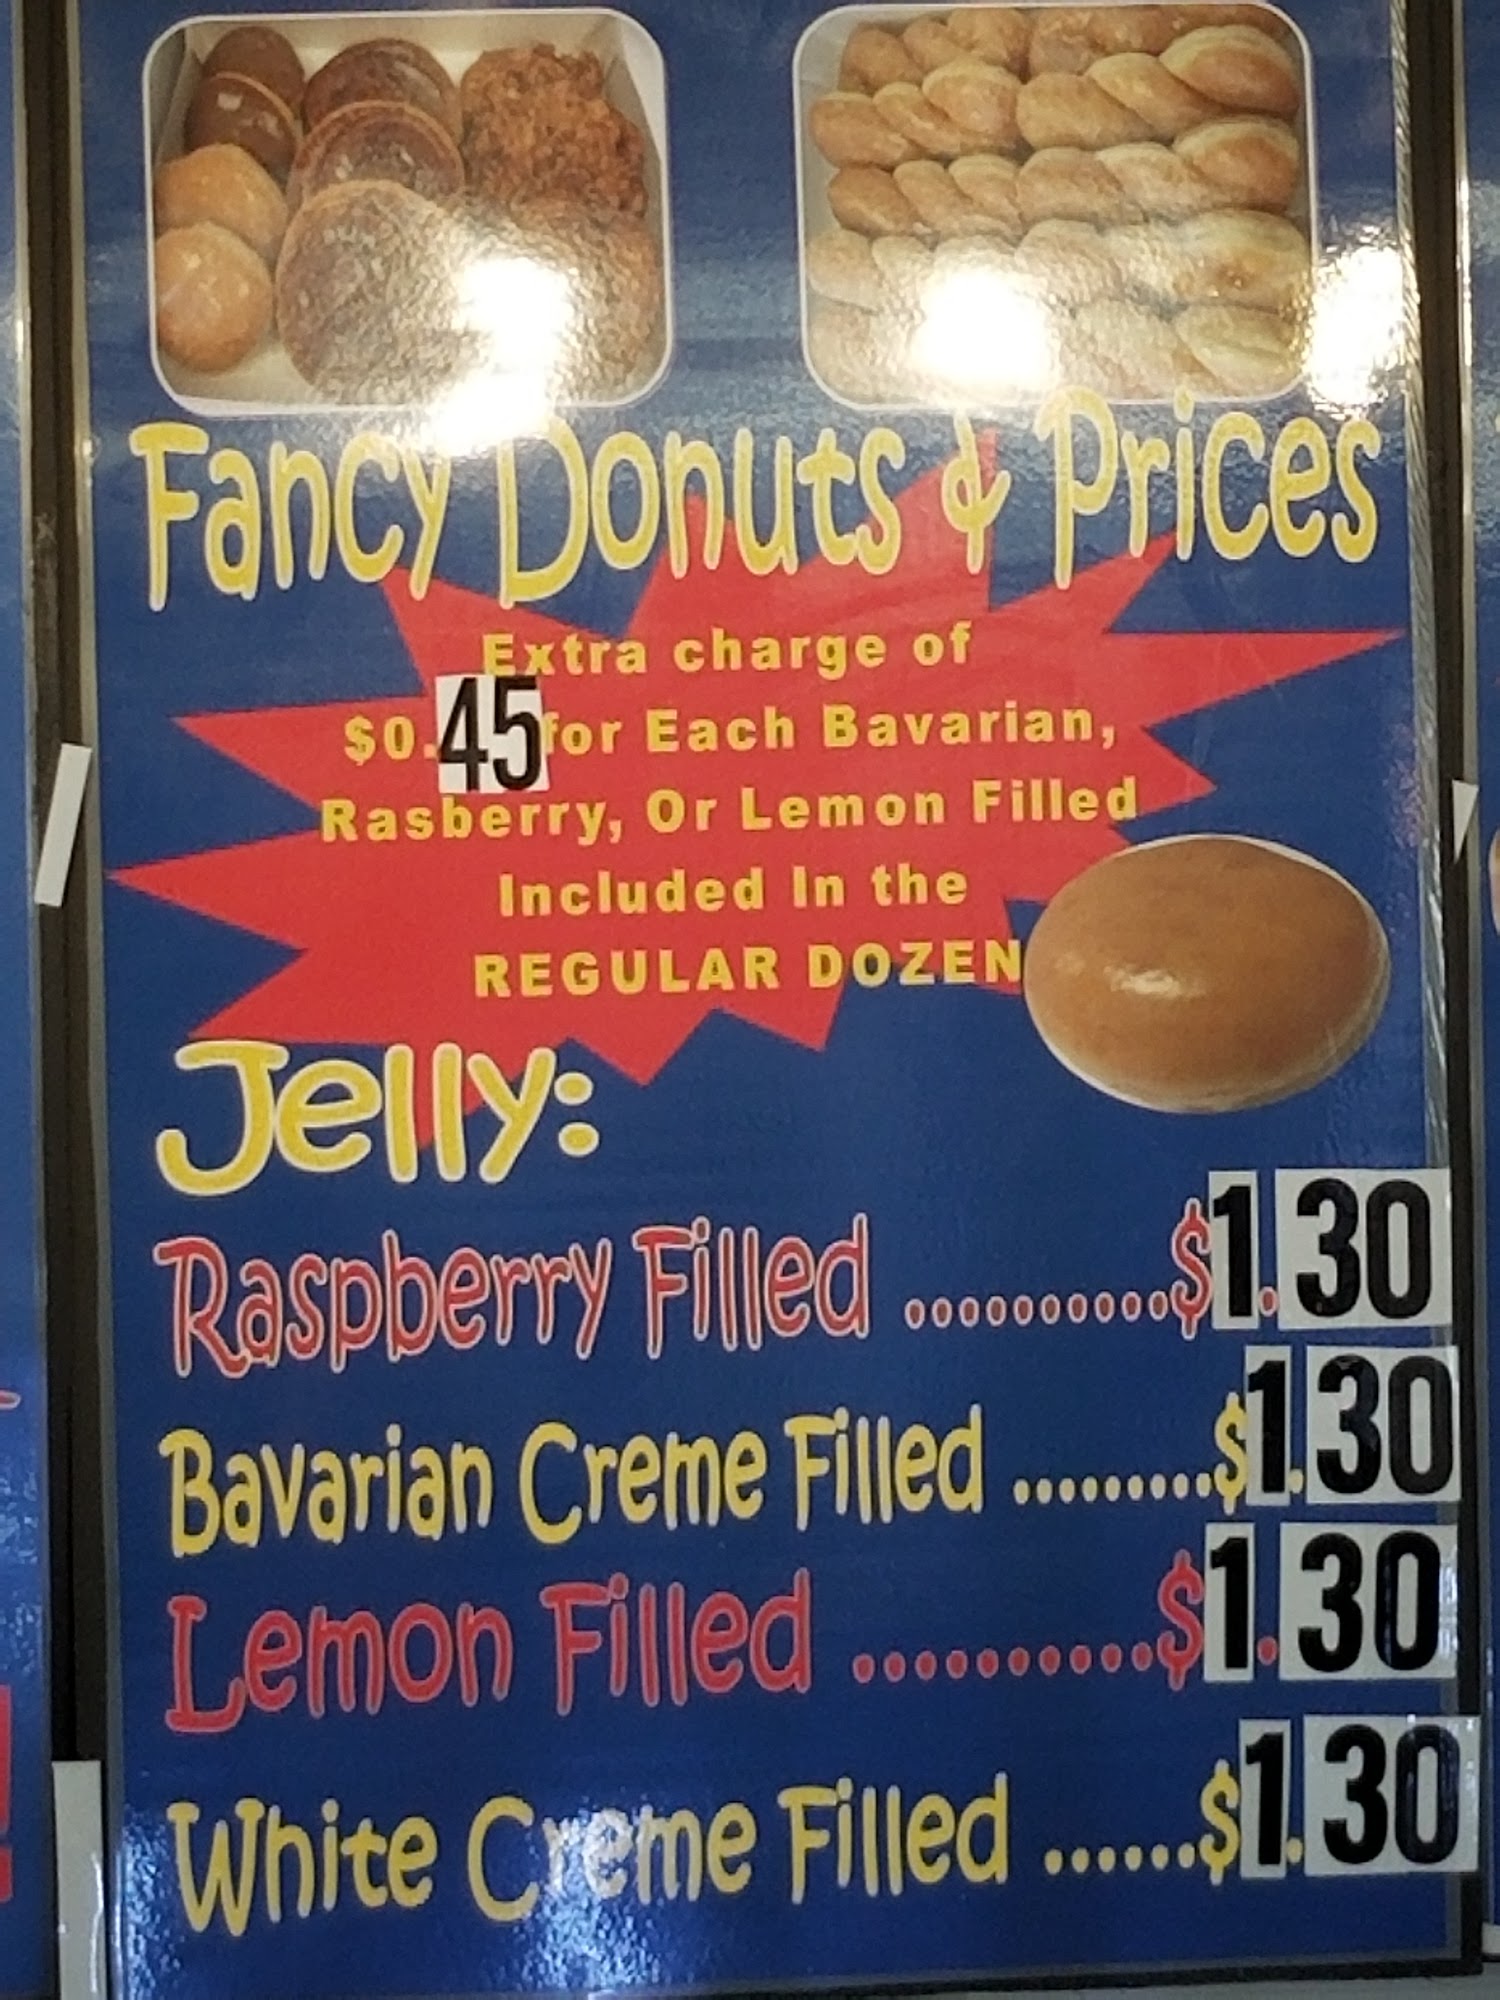 Fancy Donuts & Prices
Extra charge of
$0.45 for Each Bavarian,
Rasberry, Or Lemon Filled
Included In the
REGULAR DOZEN
Jelly:
Raspberry Filled ..........$1.30
Bavarian Creme Filled .........$1.30
Lemon Filled ..........$1.30
White Creme Filled ......$1.30